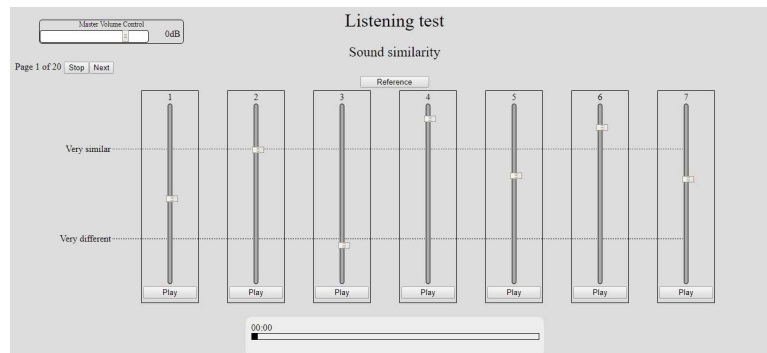 Listening test
Master Volume Control
0dB
Sound similarity
Page 1 of 20 Stop Next
Reference
1 2 3 4 5 6 7
Very similar
Very different
Play Play Play Play Play Play Play
00:00